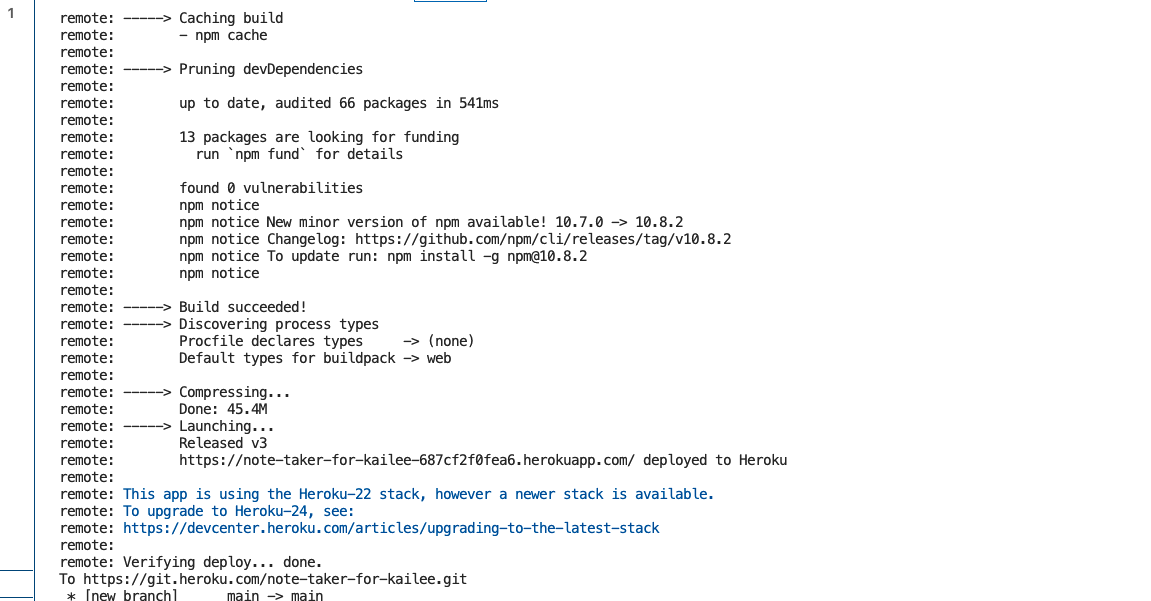 1
remote: -----> Caching build
remote:        - npm cache
remote:
remote: -----> Pruning devDependencies
remote:
remote:        up to date, audited 66 packages in 541ms
remote:
remote:        13 packages are looking for funding
remote:          run `npm fund` for details
remote:
remote:        found 0 vulnerabilities
remote:        npm notice
remote:        npm notice New minor version of npm available! 10.7.0 -> 10.8.2
remote:        npm notice Changelog: https://github.com/npm/cli/releases/tag/v10.8.2
remote:        npm notice To update run: npm install -g npm@10.8.2
remote:        npm notice
remote:
remote: -----> Build succeeded!
remote: -----> Discovering process types
remote:        Procfile declares types     -> (none)
remote:        Default types for buildpack -> web
remote:
remote: -----> Compressing...
remote:        Done: 45.4M
remote: -----> Launching...
remote:        Released v3
remote:        https://note-taker-for-kailee-687cf2f0fea6.herokuapp.com/ deployed to Heroku
remote:
remote: This app is using the Heroku-22 stack, however a newer stack is available.
remote: To upgrade to Heroku-24, see:
remote: https://devcenter.heroku.com/articles/upgrading-to-the-latest-stack
remote:
remote: Verifying deploy... done.
To https://git.heroku.com/note-taker-for-kailee.git
 * [new branch]      main -> main